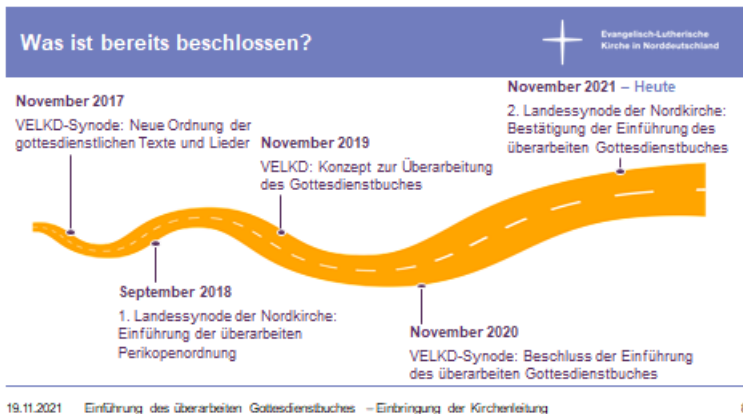 Was ist bereits beschlossen?
Evangelisch-Lutherische
Kirche in Norddeutschland
November 2017
VELKD-Synode: Neue Ordnung der
gottesdienstlichen Texte und Lieder
September 2018
1. Landessynode der Nordkirche:
Einführung der überarbeiten
Perikopenordnung
November 2019
VELKD: Konzept zur Überarbeitung
des Gottesdienstbuches
November 2020
VELKD-Synode: Beschluss der Einführung
des überarbeiten Gottesdienstbuches
November 2021 – Heute
2. Landessynode der Nordkirche:
Bestätigung der Einführung des
überarbeiten Gottesdienstbuches
19.11.2021 Einführung des überarbeiten Gottesdienstbuches – Einbringung der Kirchenleitung